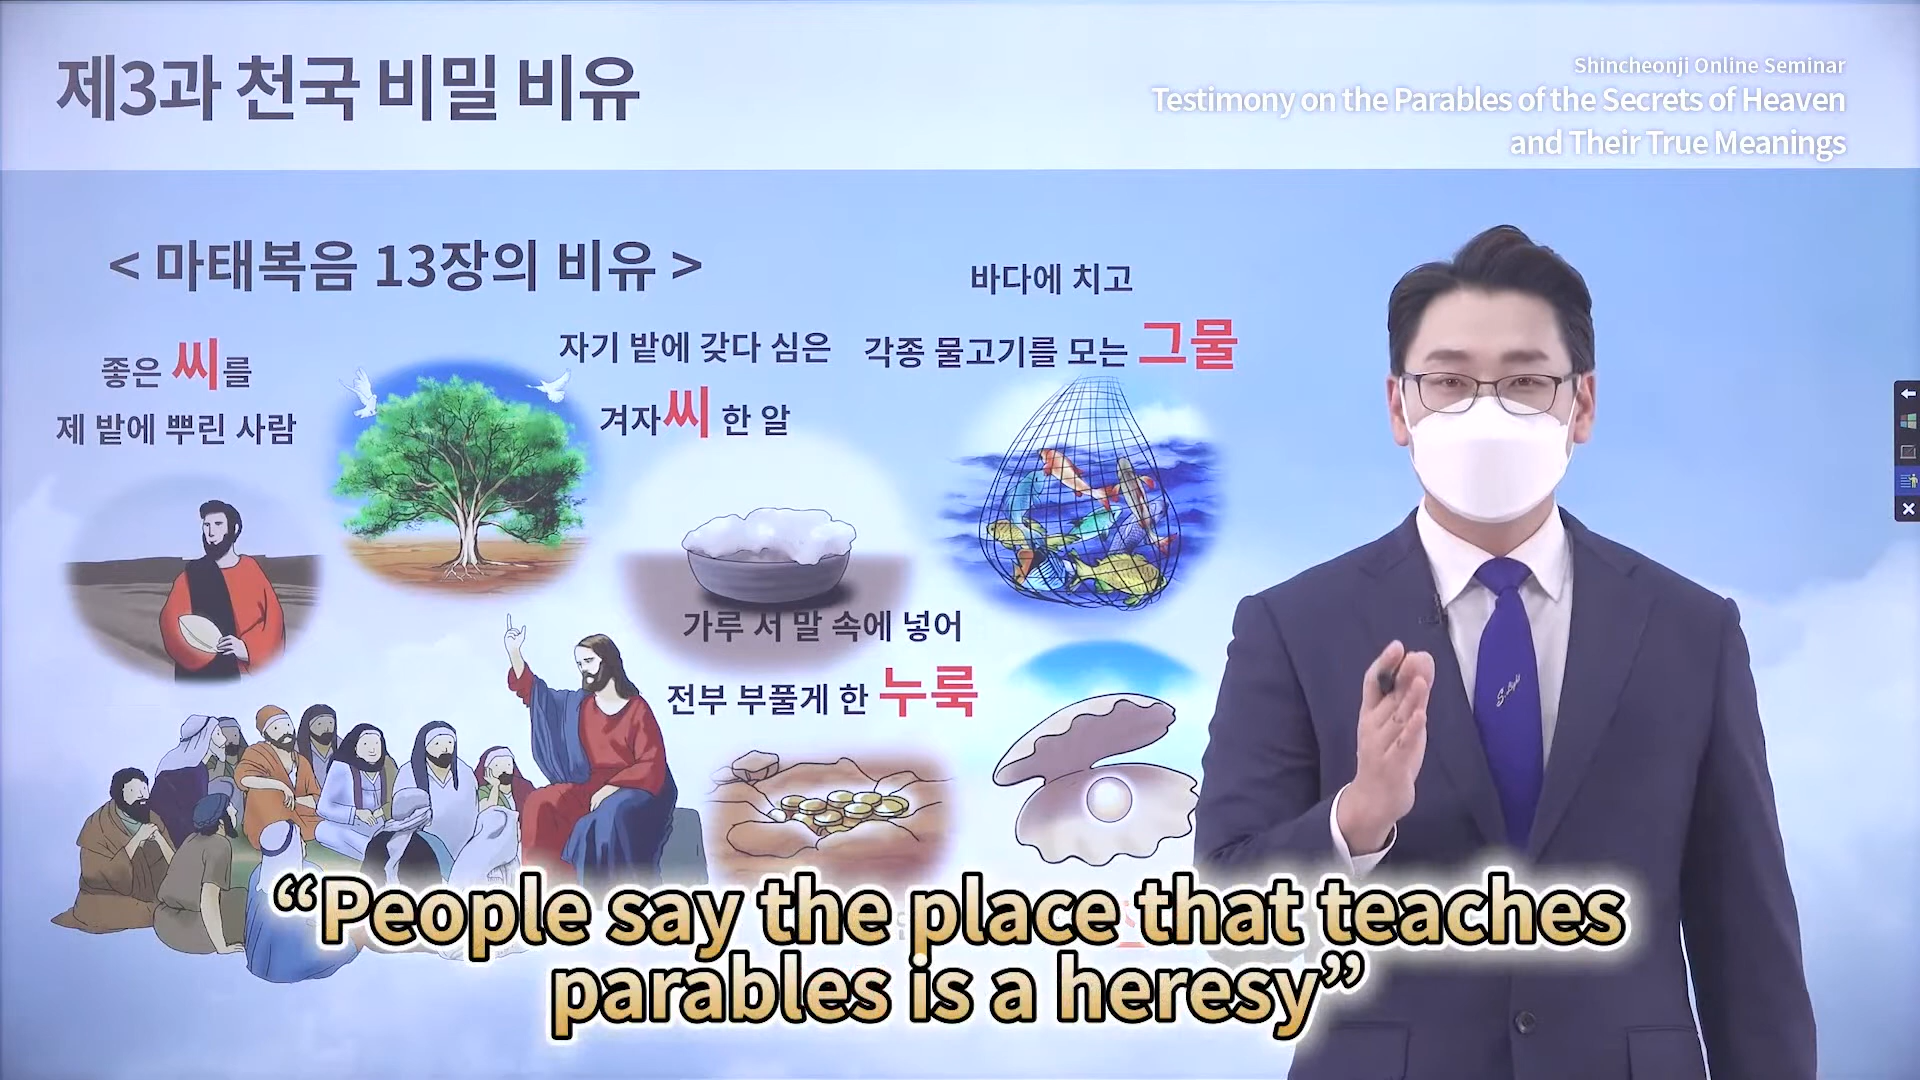 제3과 천국 비밀 비유
Shincheonji Online Seminar
Testimony on the Parables of the Secrets of Heaven
and Their True Meanings
< 마태복음 13장의 비유 >
좋은 씨를
제 밭에 뿌린 사람
자기 밭에 갖다 심은
겨자씨 한 알
바다에 치고
각종 물고기를 모는 그물
가루 서 말 속에 넣어
전부 부풀게 한 누룩
“People say the place that teaches
parables is a heresy”